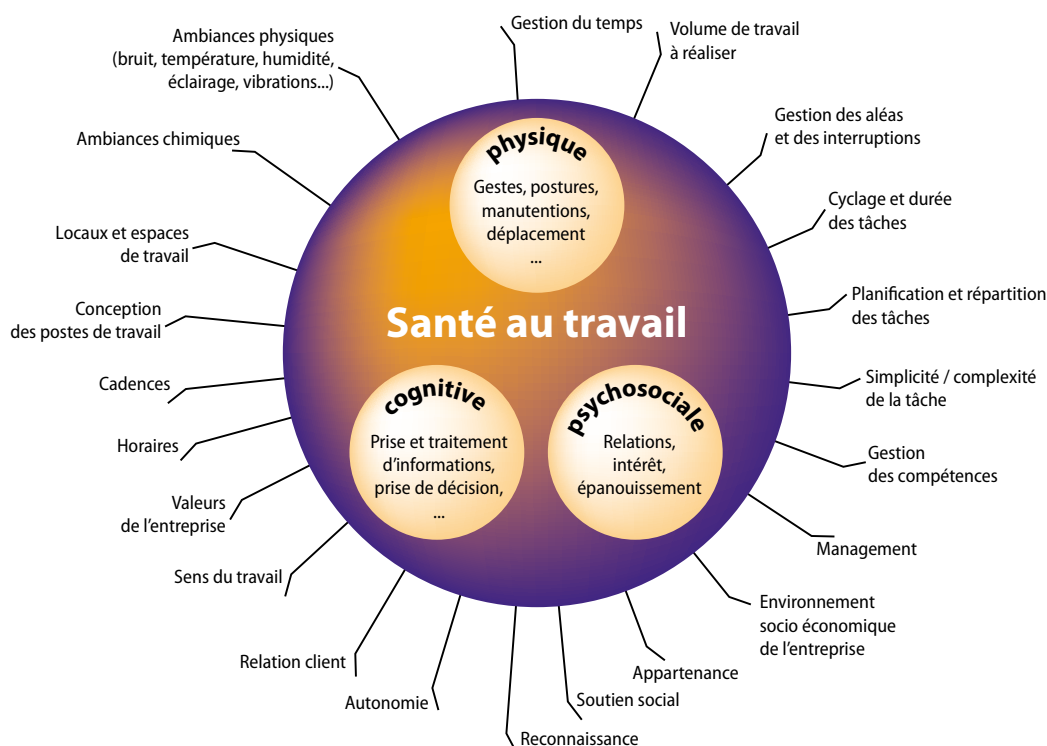 Gestion du temps
Volume de travail
à réaliser
Ambiances physiques
(bruit, température, humidité,
éclairage, vibrations...)
Gestion des aléas
et des interruptions
Ambiances chimiques
Cyclage et durée
des tâches
Locaux et espaces
de travail
Planification et répartition
des tâches
Conception
des postes de travail
Simplicité / complexité
de la tâche
Cadences
Gestion
des compétences
Horaires
Management
Valeurs
de l'entreprise
Environnement
socio économique
de l'entreprise
Sens du travail
Appartenance
Relation client
Soutien social
Autonomie
Reconnaissance
physique
Gestes, postures,
manutentions,
déplacement
...
Santé au travail
cognitive
Prise et traitement
d'informations,
prise de décision,
...
psychosociale
Relations,
intérêt,
épanouissement